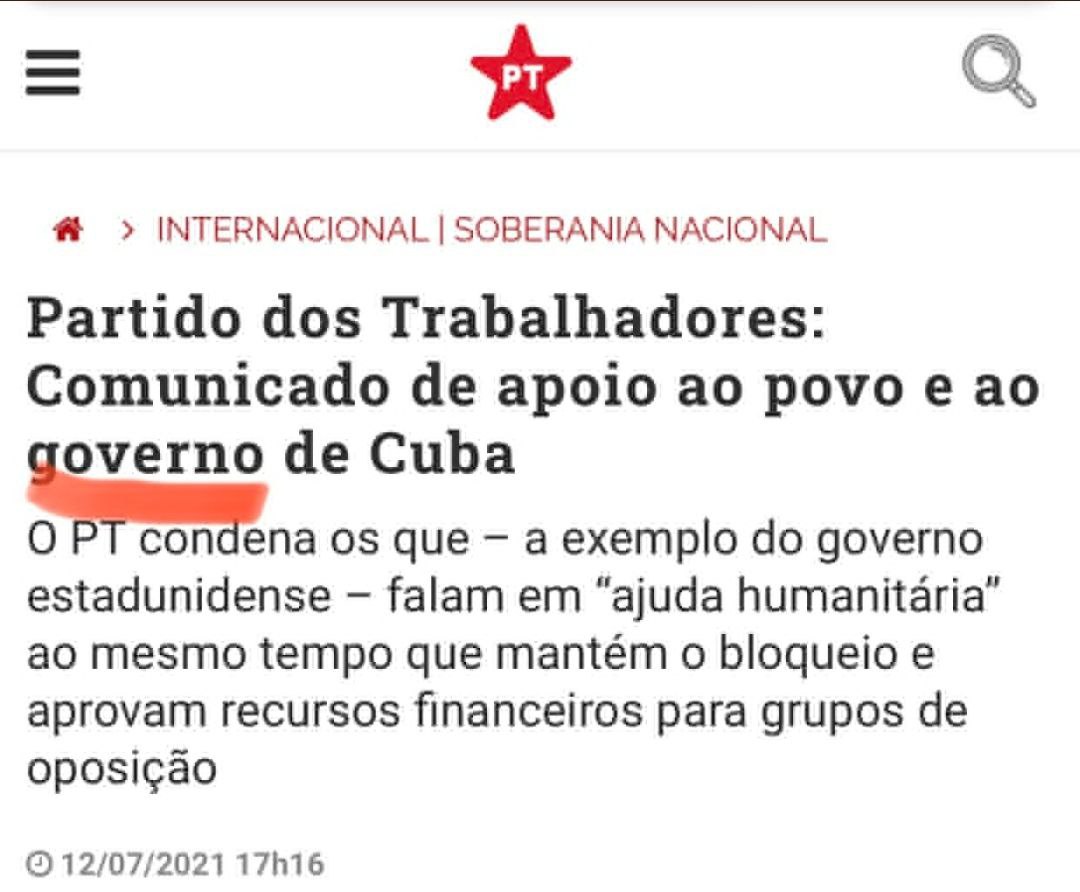 PT
INTERNACIONAL | SOBERANIA NACIONAL
Partido dos Trabalhadores:
Comunicado de apoio ao povo e ao
governo de Cuba
O PT condena os que – a exemplo do governo
estadunidense – falam em “ajuda humanitária”
ao mesmo tempo que mantém o bloqueio e
aprovam recursos financeiros para grupos de
oposição
12/07/2021 17h16